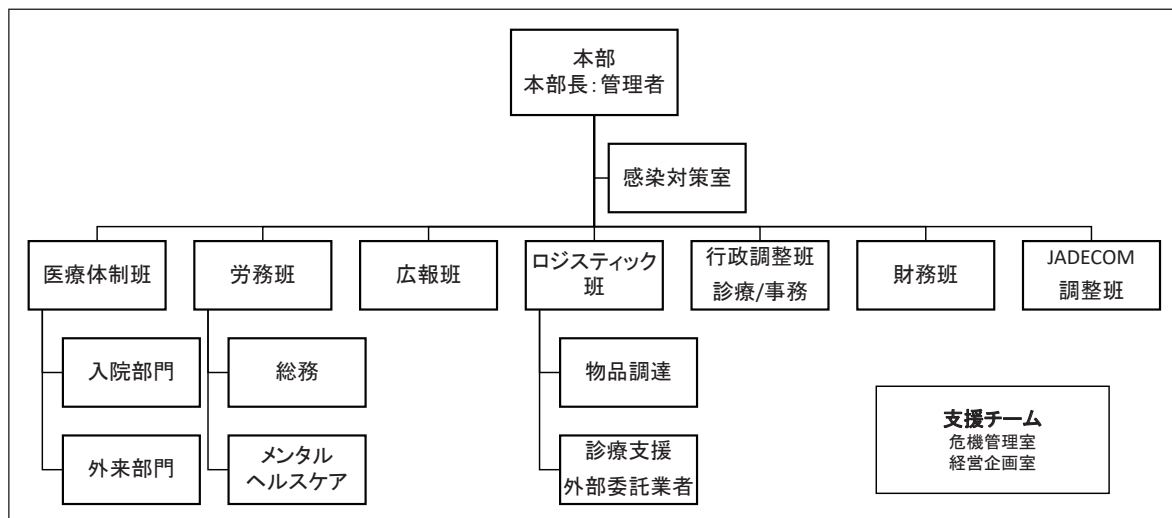 本部
本部長：管理者
感染対策室
医療体制班
労務班
広報班
ロジスティック
班
行政調整班
診療/事務
財務班
JADECOM
調整班
入院部門
総務
物品調達
外来部門
メンタル
ヘルスケア
診療支援
外部委託業者
支援チーム
危機管理室
経営企画室